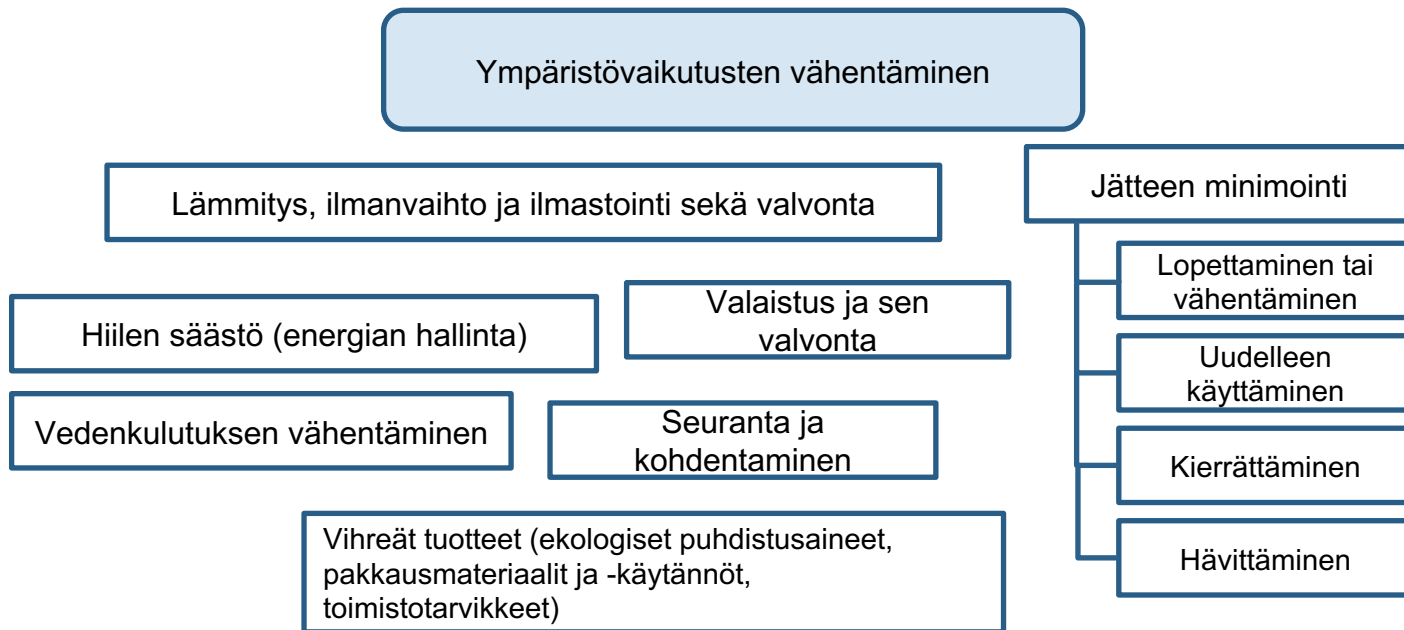 Ympäristövaikutusten vähentäminen
Lämmitys, ilmanvaihto ja ilmastointi sekä valvonta
Hiilen säästö (energian hallinta)
Valaistus ja sen
valvonta
Vedenkulutuksen vähentäminen
Seuranta ja
kohdentaminen
Vihreät tuotteet (ekologiset puhdistusaineet,
pakkausmateriaalit ja -käytännöt,
toimistotarvikkeet)
Jätteen minimointi
Lopettaminen tai
vähentäminen
Uudelleen
käyttäminen
Kierrättäminen
Hävittäminen